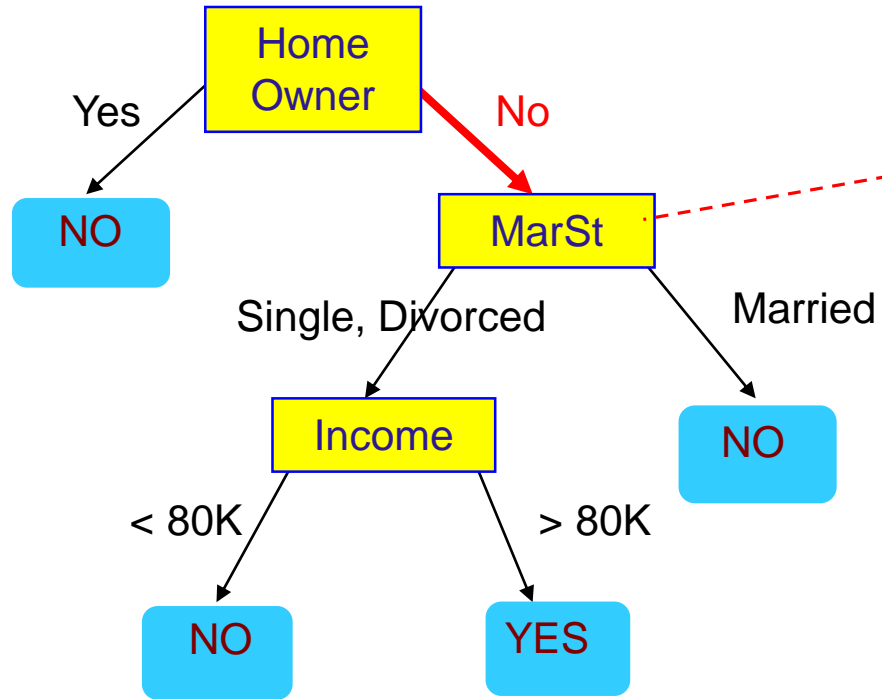 Home
Owner
Yes
No
NO
MarSt
Single, Divorced
Married
Income
NO
< 80K
> 80K
NO
YES